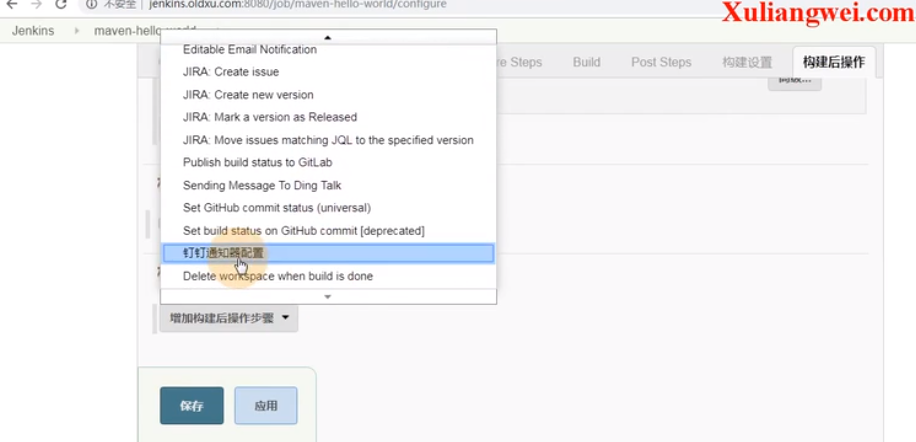 不安全 | jenkins.oldxu.com:8080/job/maven-hello-world/configure
Xuliangwei.com
Jenkins
maven-hello-world
Editable Email Notification
JIRA: Create issue
JIRA: Create new version
JIRA: Mark a version as Released
JIRA: Move issues matching JQL to the specified version
Publish build status to GitLab
Sending Message To Ding Talk
Set GitHub commit status (universal)
Set build status on GitHub commit [deprecated]
钉钉通知器配置
Delete workspace when build is done
Steps
Build
Post Steps
构建设置
构建后操作
高级...
增加构建后操作步骤
保存
应用